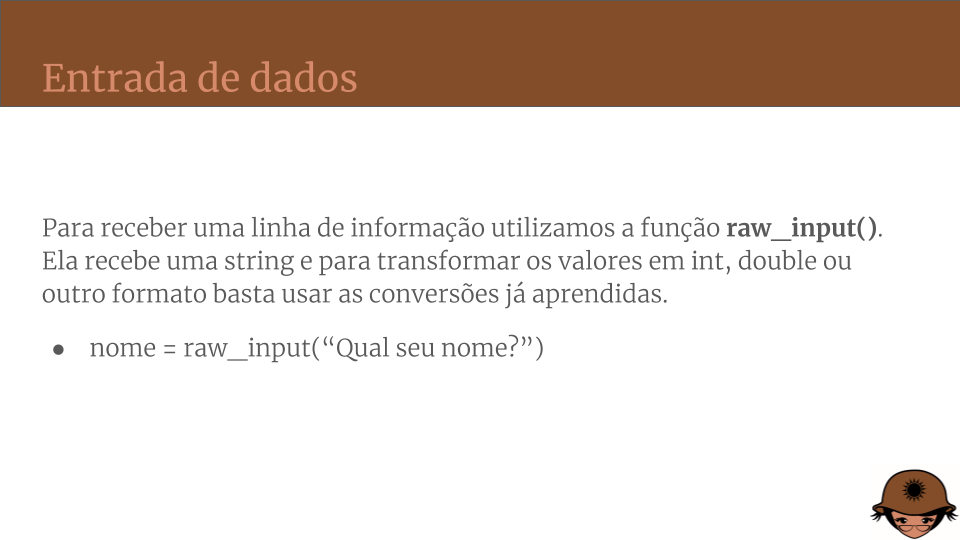 Entrada de dados
Para receber uma linha de informação utilizamos a função raw_input().
Ela recebe uma string e para transformar os valores em int, double ou
outro formato basta usar as conversões já aprendidas.
● nome = raw_input(“Qual seu nome?”)